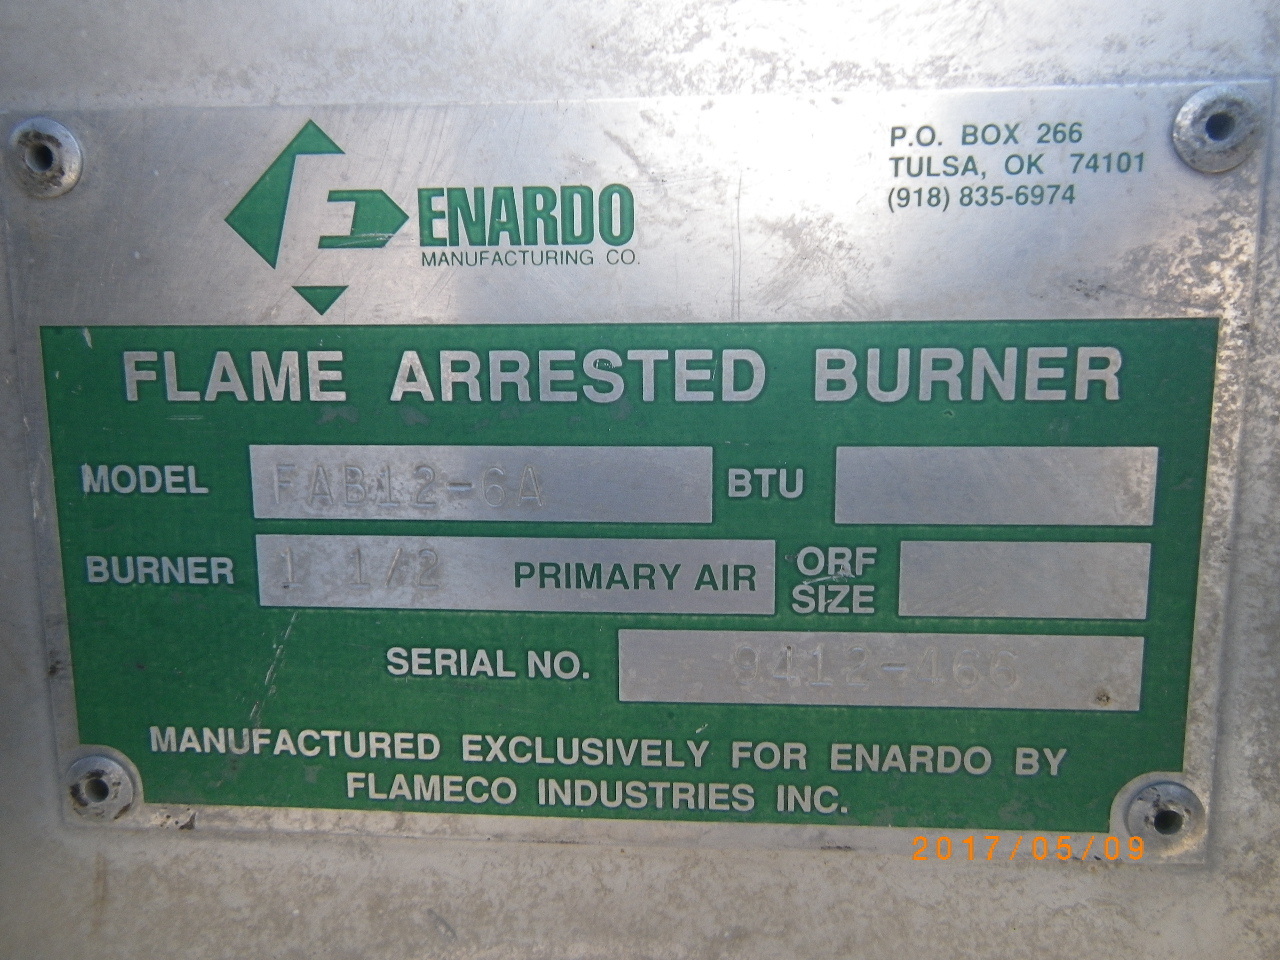 P.O. BOX 266
TULSA, OK 74101
(918) 835-6974
ENARDO
MANUFACTURING CO.
FLAME ARRESTED BURNER
MODEL FAB12-6A BTU
BURNER 1 1/2 PRIMARY AIR ORF SIZE
SERIAL NO. 9412-466
MANUFACTURED EXCLUSIVELY FOR ENARDO BY
FLAMECO INDUSTRIES INC.
2017/05/09